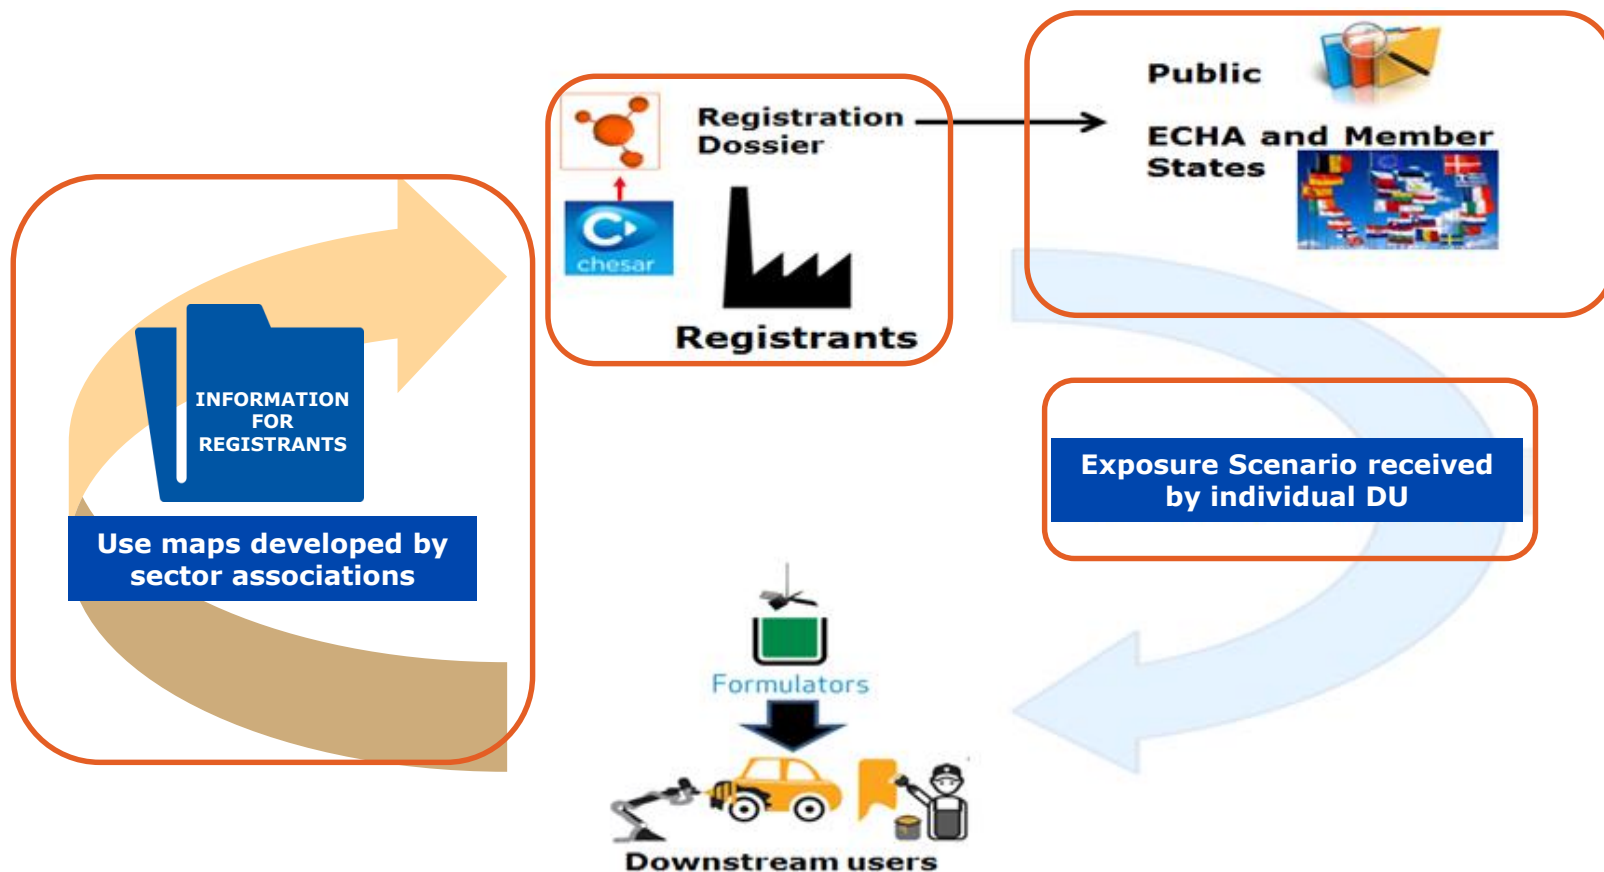 Public
ECHA and Member
States
Registration
Dossier
chesar
Registrants
INFORMATION
FOR
REGISTRANTS
Use maps developed by
sector associations
Exposure Scenario received
by individual DU
Formulators
Downstream users